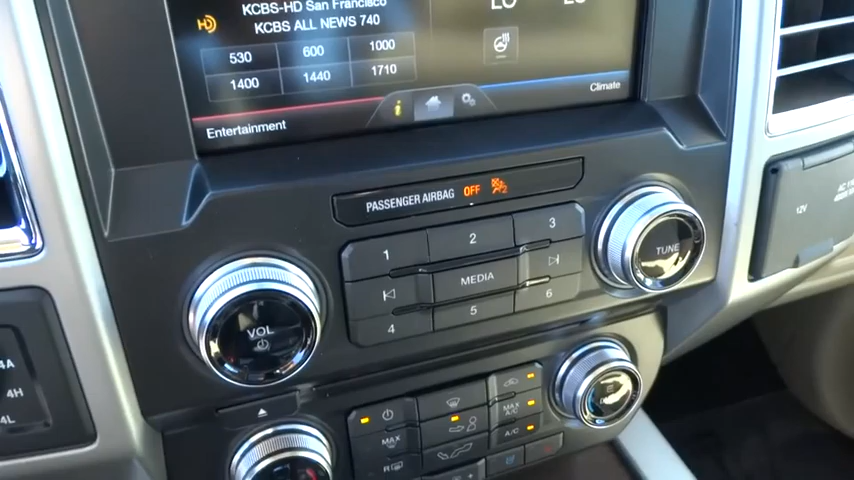 KCBS-HD San Francisco
KCBS ALL NEWS 740
HD
LO
LO
530 600 1000
1400 1440 1710
Entertainment
i
Climate
PASSENGER AIRBAG OFF
1 2 3
MEDIA
4 5 6
VOL
TUNE
12V
4A
4H
4L
MAX
R
MAX A/C
A/C